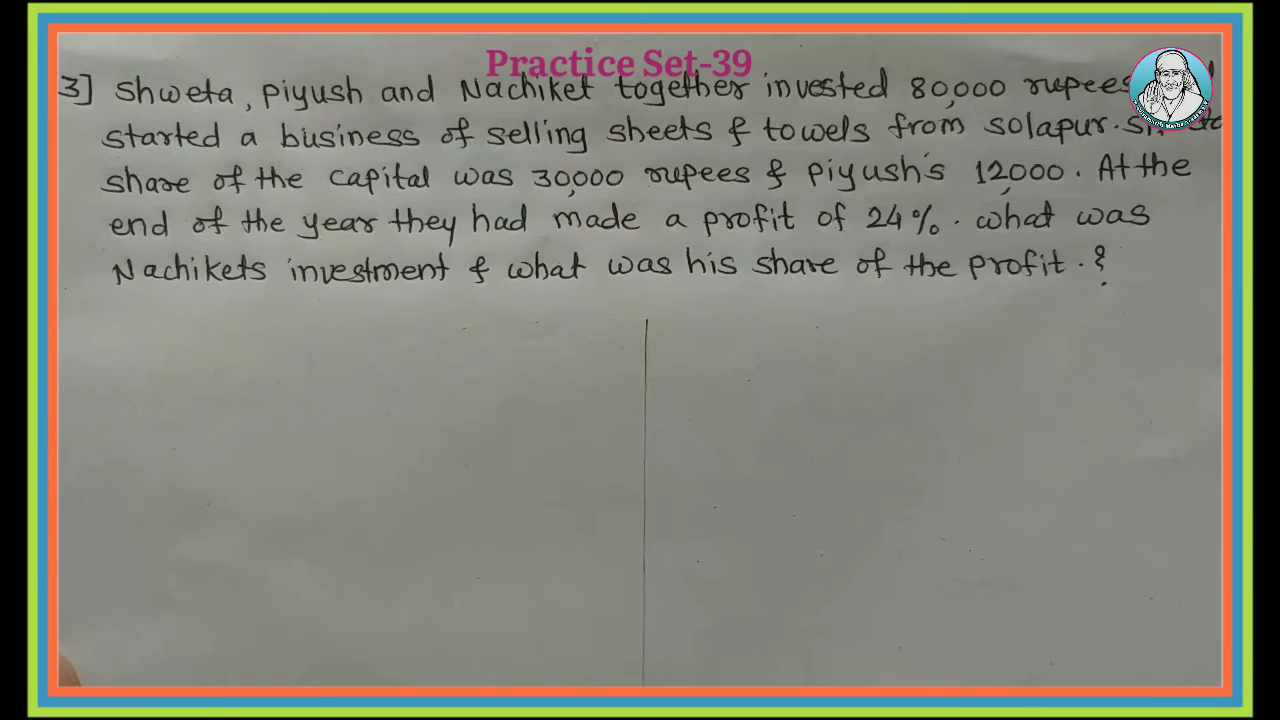 Practice Set-39
3] Shweta, piyush and Nachiket together invested 80,000 rupees
started a business of selling sheets & towels from solapur.
share of the capital was 30,000 rupees & piyush's 12,000. At the
end of the year they had made a profit of 24%. what was
Nachikets investment & what was his share of the profit.?